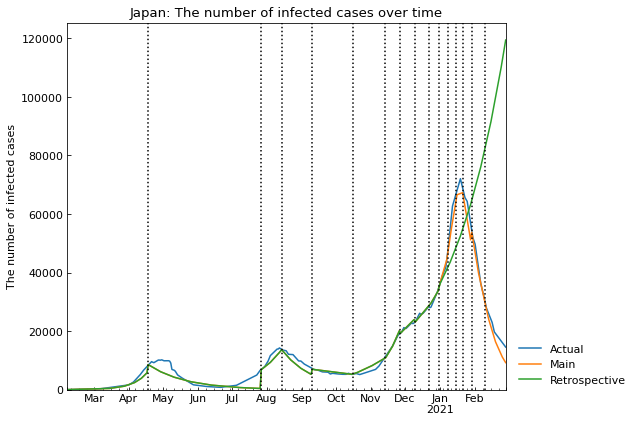 Japan: The number of infected cases over time
The number of infected cases
120000
100000
80000
60000
40000
20000
0
Mar Apr May Jun Jul Aug Sep Oct Nov Dec Jan Feb
2021
Actual
Main
Retrospective